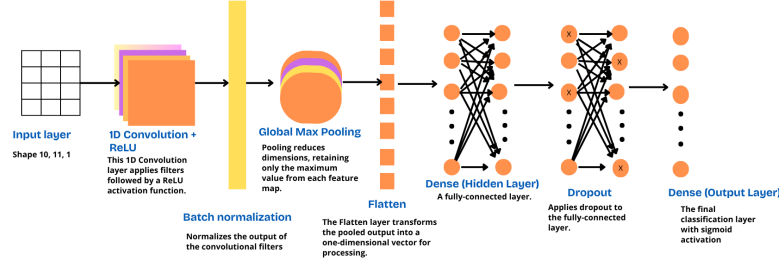 Input layer
Shape 10, 11, 1
1D Convolution +
ReLU
This 1D Convolution
layer applies filters
followed by a ReLU
activation function.
Batch normalization
Normalizes the output of
the convolutional filters
Global Max Pooling
Pooling reduces
dimensions, retaining
only the maximum
value from each feature
map.
Flatten
The Flatten layer transforms
the pooled output into a
one-dimensional vector for
processing.
Dense (Hidden Layer)
A fully-connected layer.
X
X
X
X
Dropout
Applies dropout to
the fully-connected
layer.
Dense (Output Layer)
The final
classification layer
with sigmoid
activation